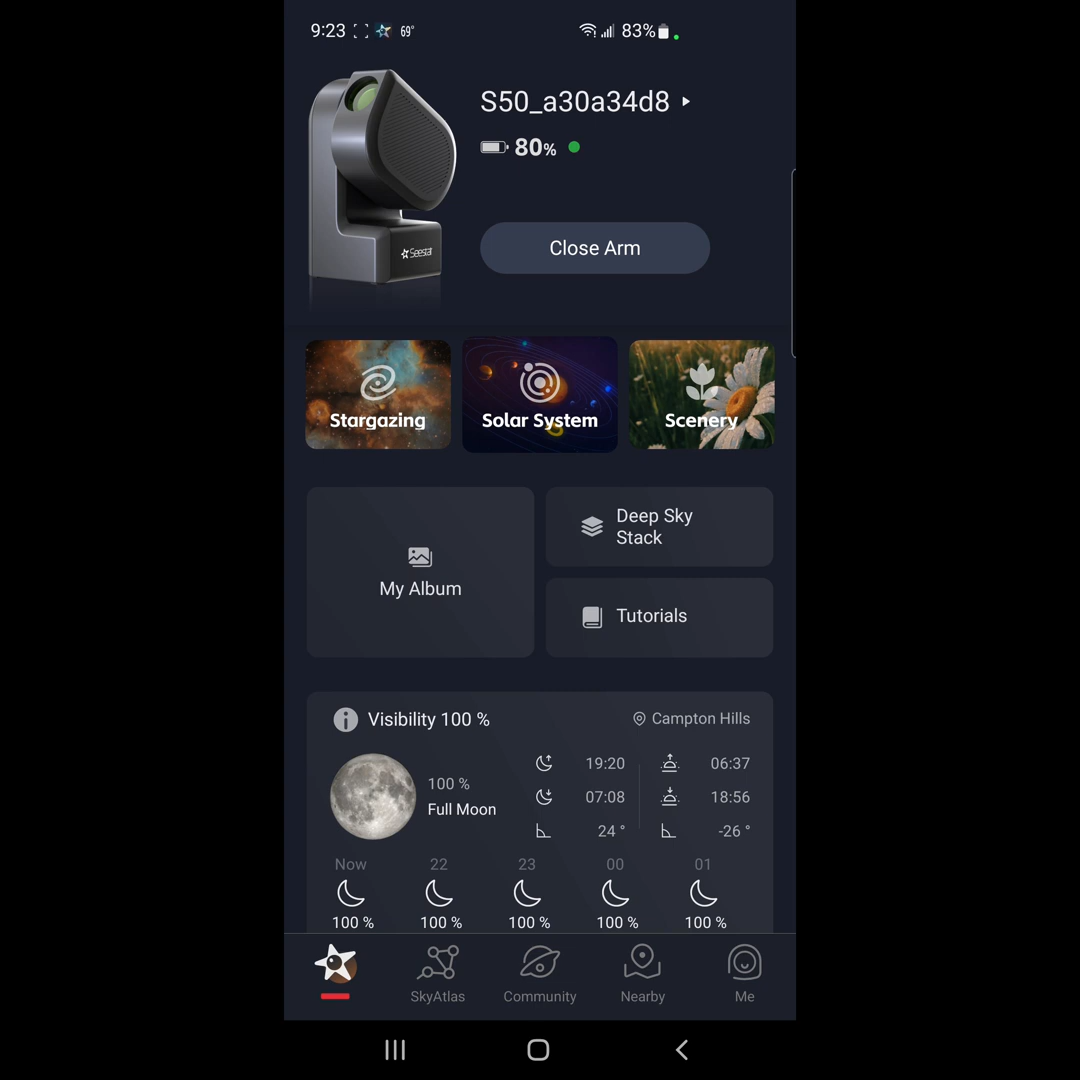 9:23 69° 83%
S50_a30a34d8
80%
Close Arm
Seestar
Stargazing Solar System Scenery
My Album
Deep Sky
Stack
Tutorials
Visibility 100 % Campton Hills
100 %
Full Moon
19:20 06:37
07:08 18:56
24 ° -26 °
Now 22 23 00 01
100 % 100 % 100 % 100 % 100 %
SkyAtlas Community Nearby Me